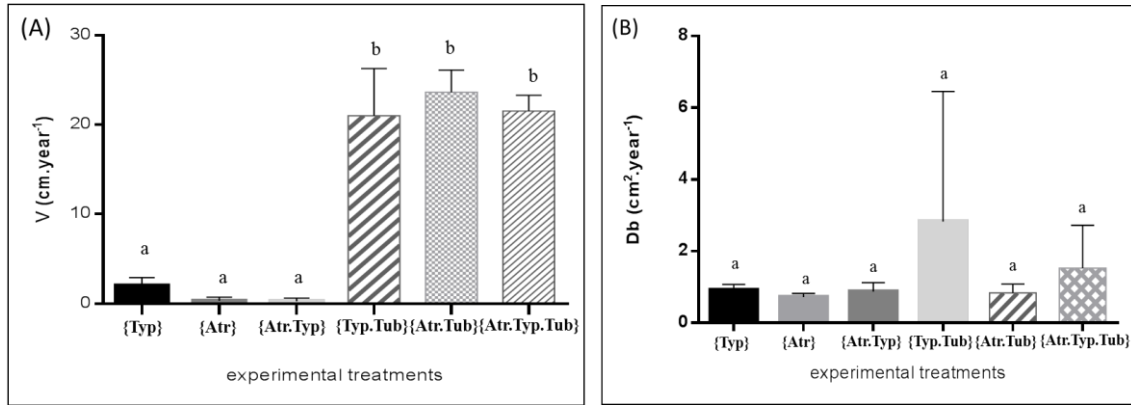 (A)
V (cm.year-1)
30
20
10
0
a
a
a
b
b
b
{Typ}
{Atr}
{Atr.Typ}
{Typ.Tub}
{Atr.Tub}
{Atr.Typ.Tub}
experimental treatments
(B)
Db (cm2.year-1)
8
6
4
2
0
a
a
a
a
a
a
{Typ}
{Atr}
{Atr.Typ}
{Typ.Tub}
{Atr.Tub}
{Atr.Typ.Tub}
experimental treatments